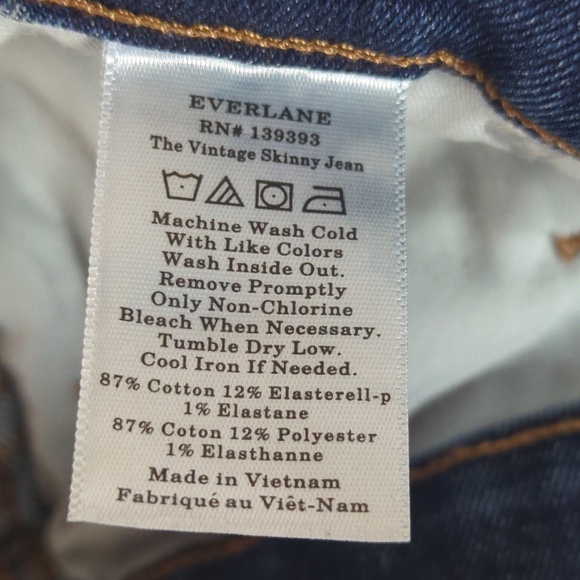 EVERLANE
RN# 139393
The Vintage Skinny Jean
Machine Wash Cold
With Like Colors
Wash Inside Out.
Remove Promptly
Only Non-Chlorine
Bleach When Necessary.
Tumble Dry Low.
Cool Iron If Needed.
87% Cotton 12% Elasterell-p
1% Elastane
87% Coton 12% Polyester
1% Elasthanne
Made in Vietnam
Fabriqué au Viêt-Nam